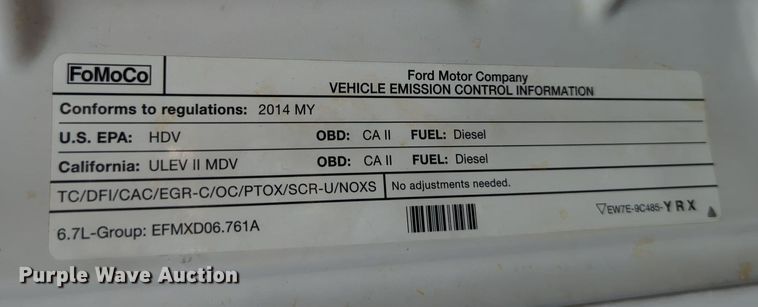 FoMoCo
Ford Motor Company
VEHICLE EMISSION CONTROL INFORMATION
Conforms to regulations: 2014 MY
U.S. EPA: HDV OBD: CA II FUEL: Diesel
California: ULEV II MDV OBD: CA II FUEL: Diesel
TC/DFI/CAC/EGR-C/OC/PTOX/SCR-U/NOXS No adjustments needed.
6.7L-Group: EFMXD06.761A
EW7E-9C485-YRX
Purple Wave Auction